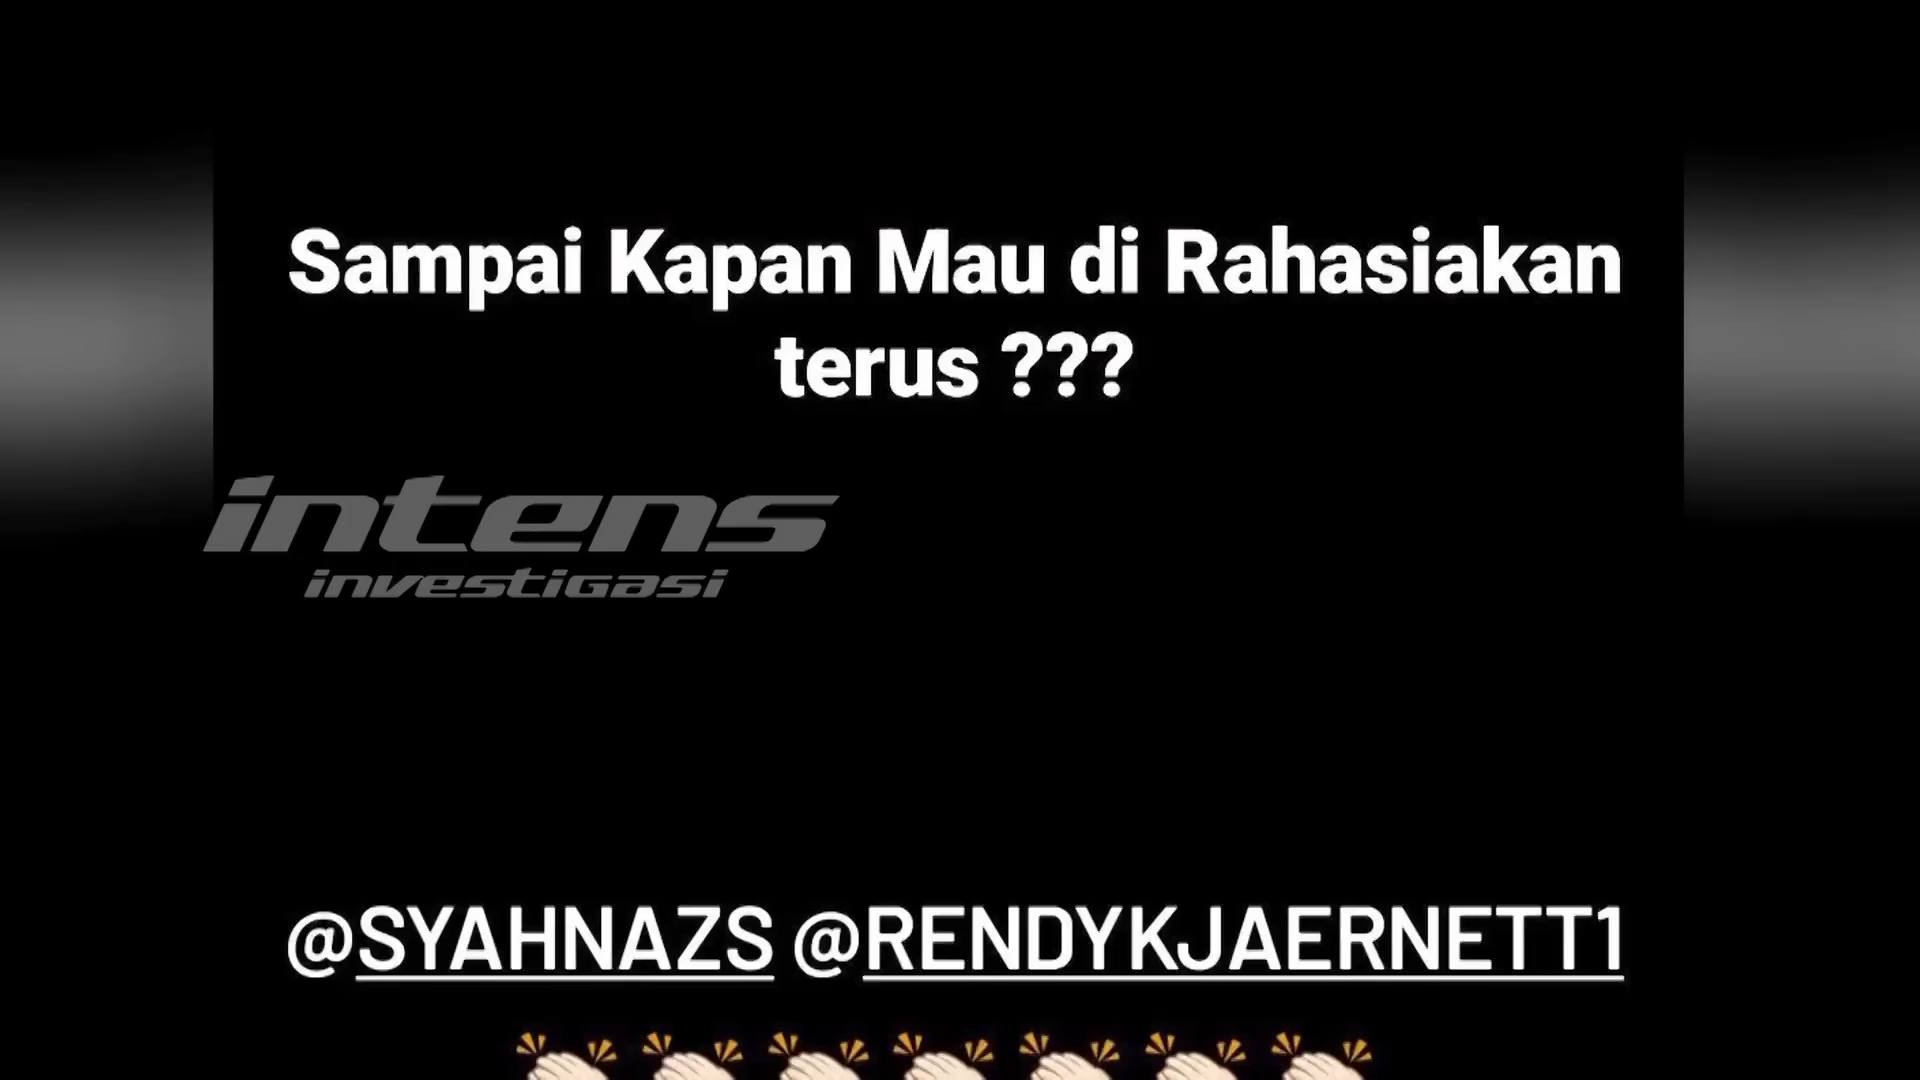 Sampai Kapan Mau di Rahasiakan
terus ???
intens
investigasi
@SYAHNAZS @RENDYKJAERNETT1
👏🏻👏🏻👏🏻👏🏻👏🏻👏🏻👏🏻